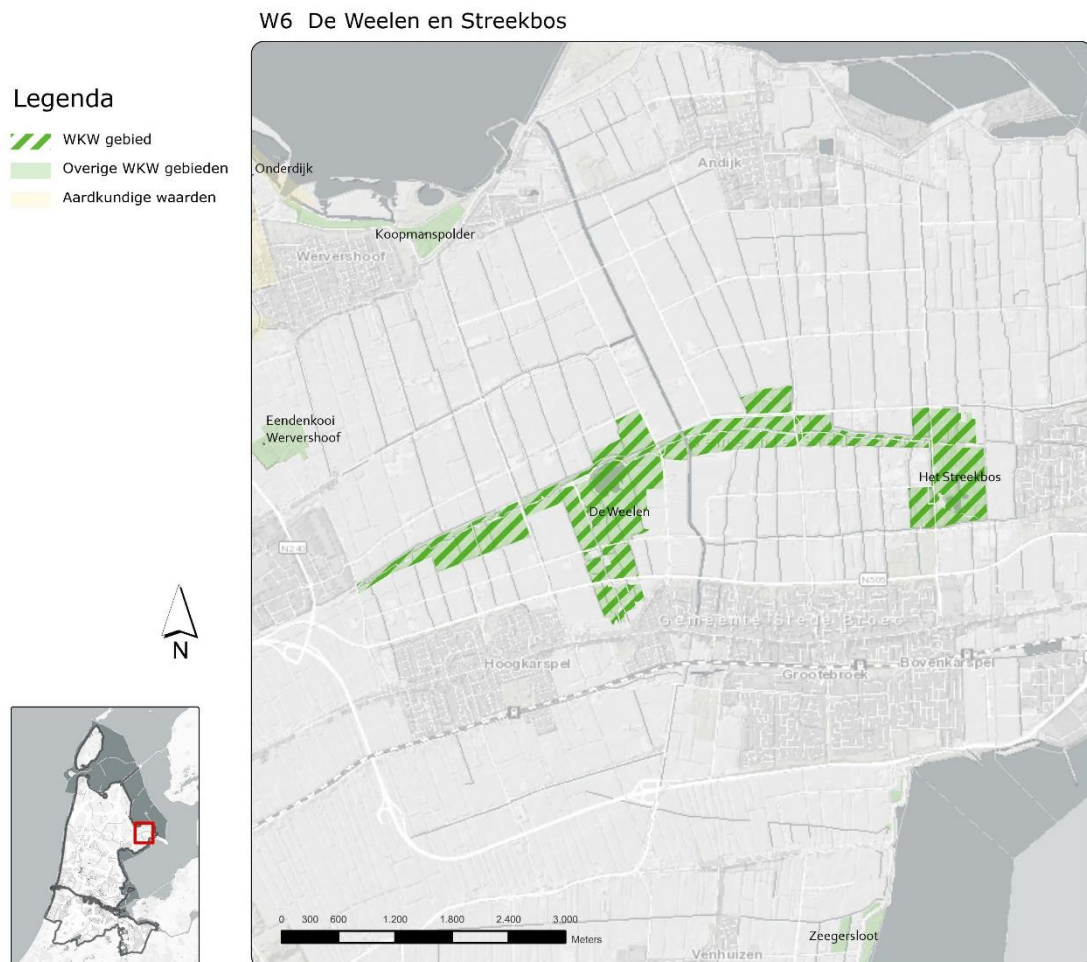 W6 De Weelen en Streekbos
Legenda
WKW gebied
Overige WKW gebieden
Aardkundige waarden
Andijk
Onderdijk
Koopmanspolder
Wervershoof
Eendenkooi
Wervershoof
Het Streekbos
De Weelen
N240
N505
Gemeente Stede Broec
Hoogkarspel
Bovenkarspel
Grootebroek
N
0 300 600 1.200 1.800 2.400 3.000
Meters
Zeegersloot
Venhuizen